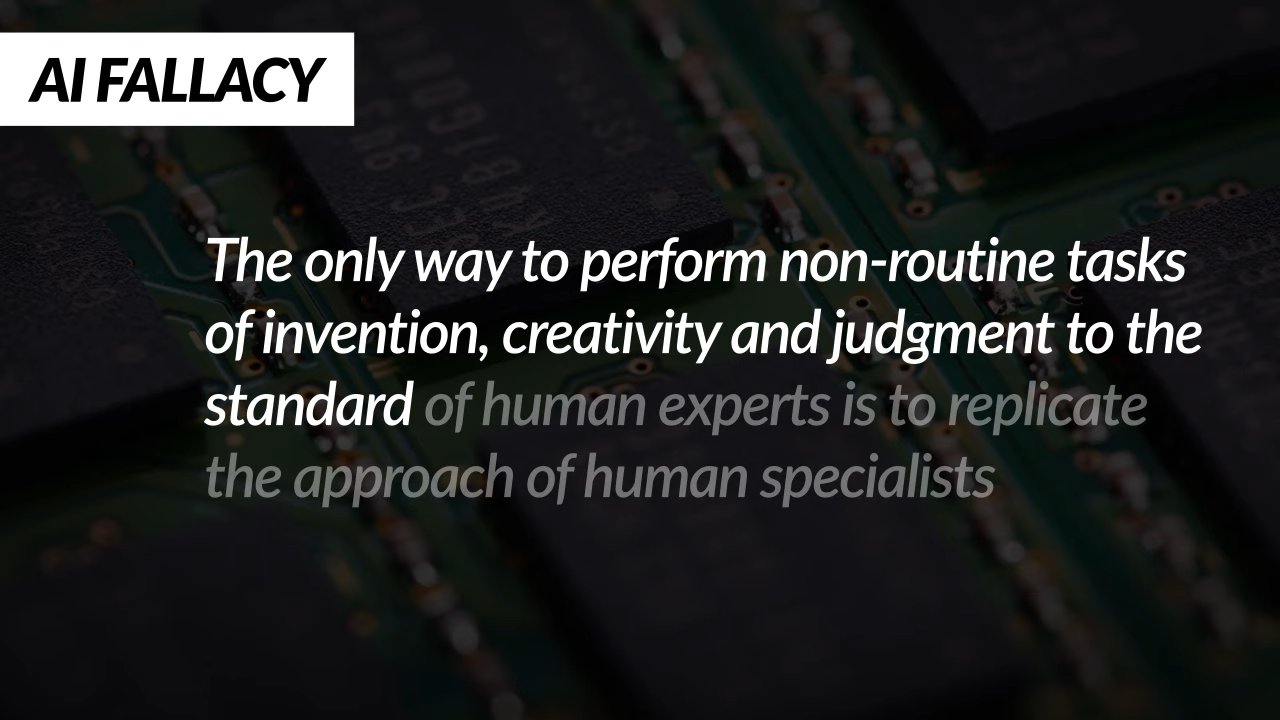 AI FALLACY
The only way to perform non-routine tasks
of invention, creativity and judgment to the
standard of human experts is to replicate
the approach of human specialists